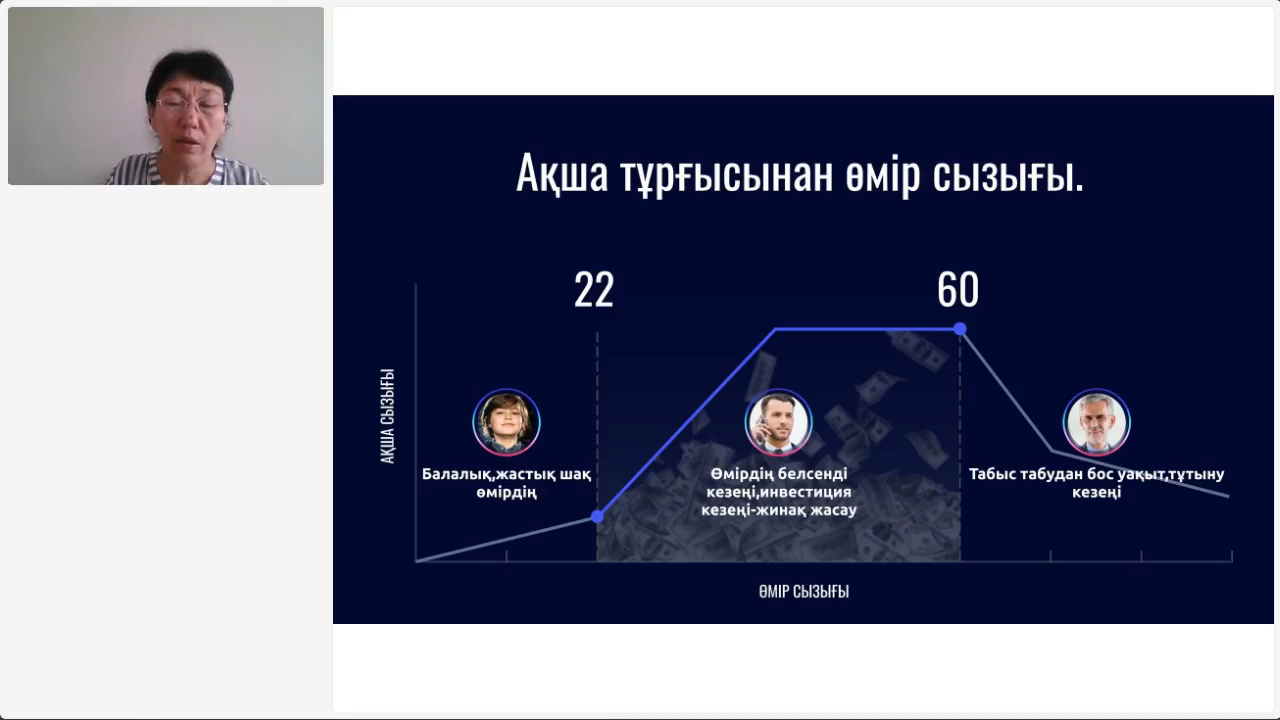 Ақша тұрғысынан өмір сызығы.
22
60
АҚША СЫЗЫҒЫ
Балалық,жастық шақ
өмірдің
Өмірдің белсенді
кезеңі,инвестиция
кезеңі-жинақ жасау
Табыс табудан бос уақыт,тұтыну
кезеңі
ӨМІР СЫЗЫҒЫ